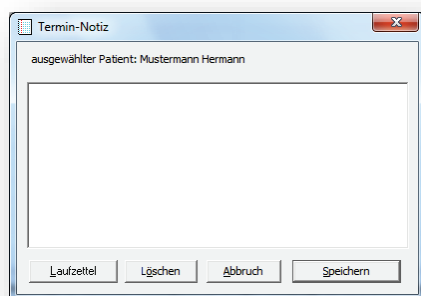 Termin-Notiz
ausgewählter Patient: Mustermann Hermann
Laufzettel Löschen Abbruch Speichern